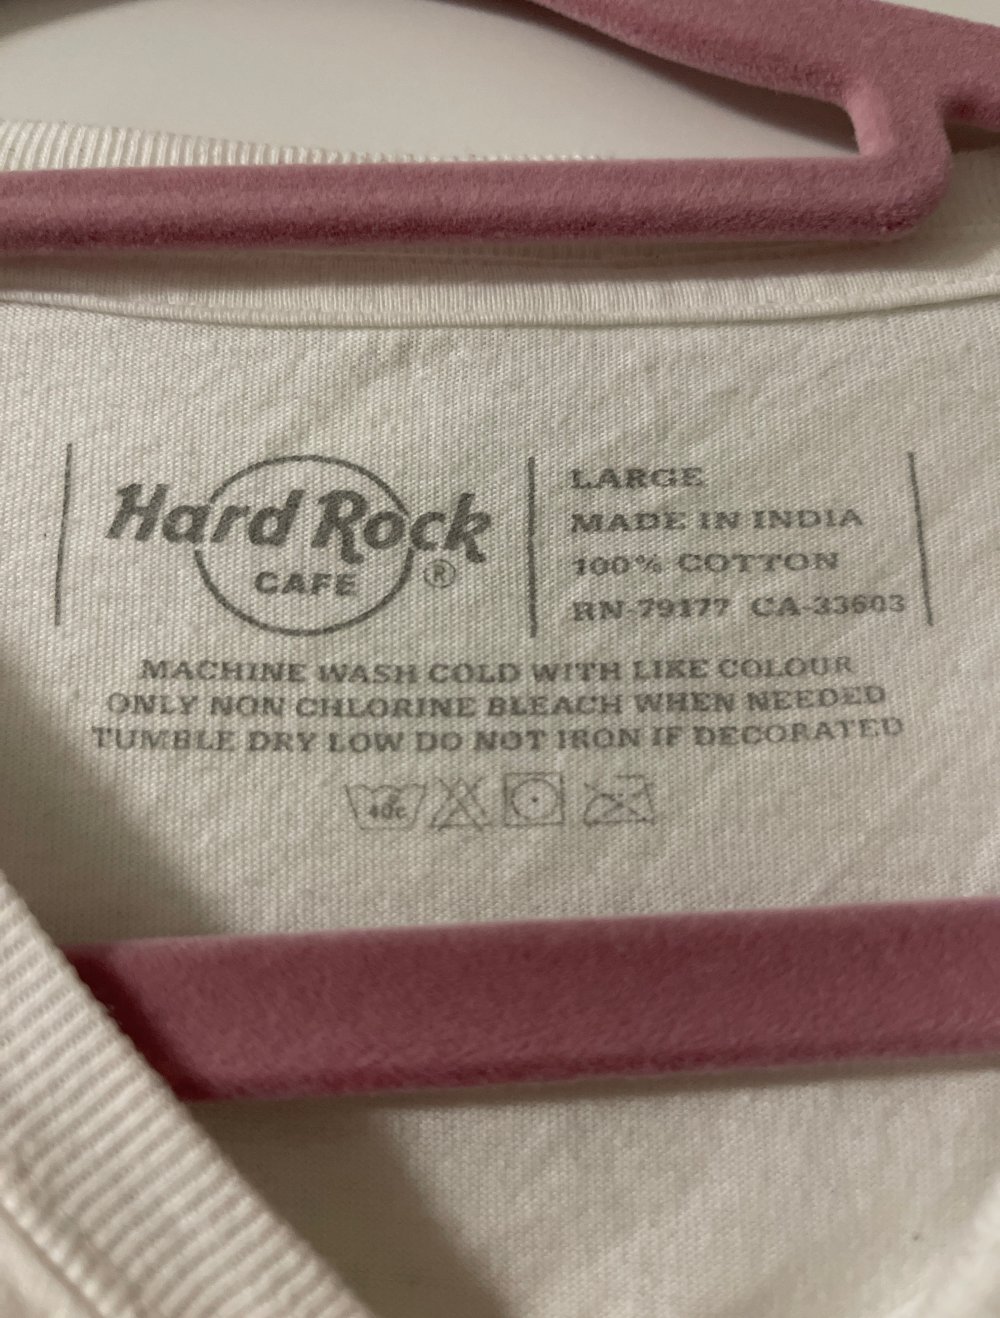 Hard Rock
CAFE
®
LARGE
MADE IN INDIA
100% COTTON
RN-79177 CA-33603
MACHINE WASH COLD WITH LIKE COLOUR
ONLY NON CHLORINE BLEACH WHEN NEEDED
TUMBLE DRY LOW DO NOT IRON IF DECORATED
40c